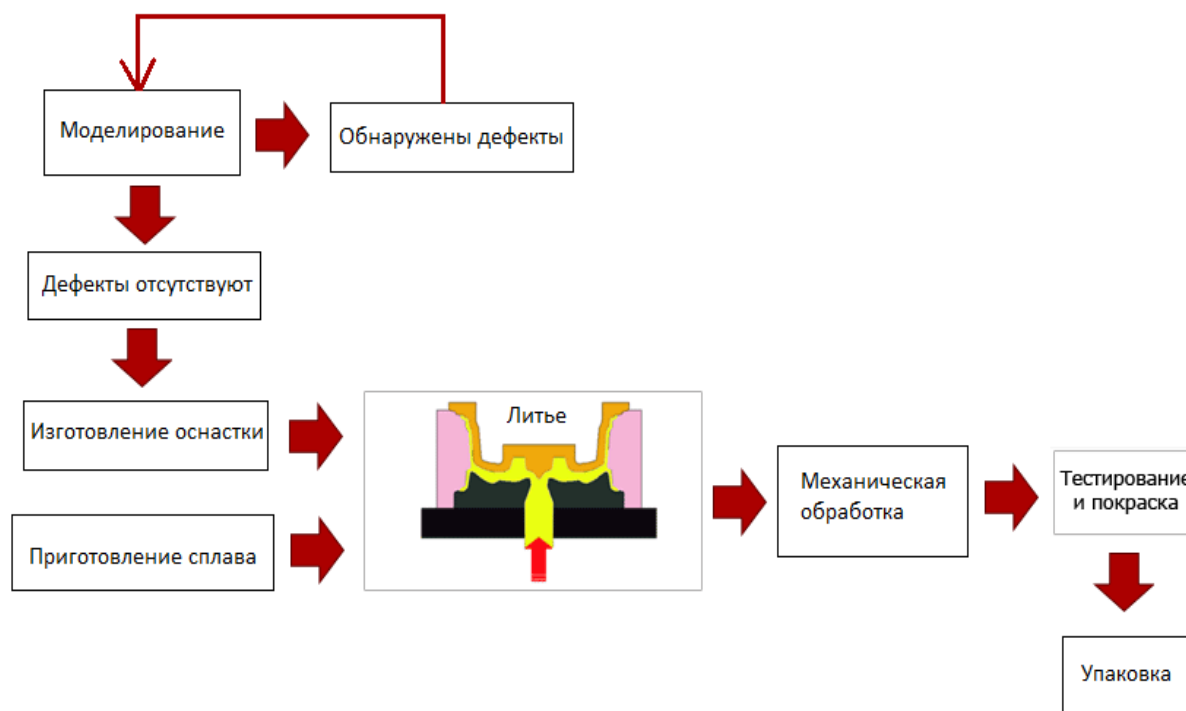 Моделирование
Обнаружены дефекты
Дефекты отсутствуют
Изготовление оснастки
Литье
Приготовление сплава
Механическая
обработка
Тестирование
и покраска
Упаковка